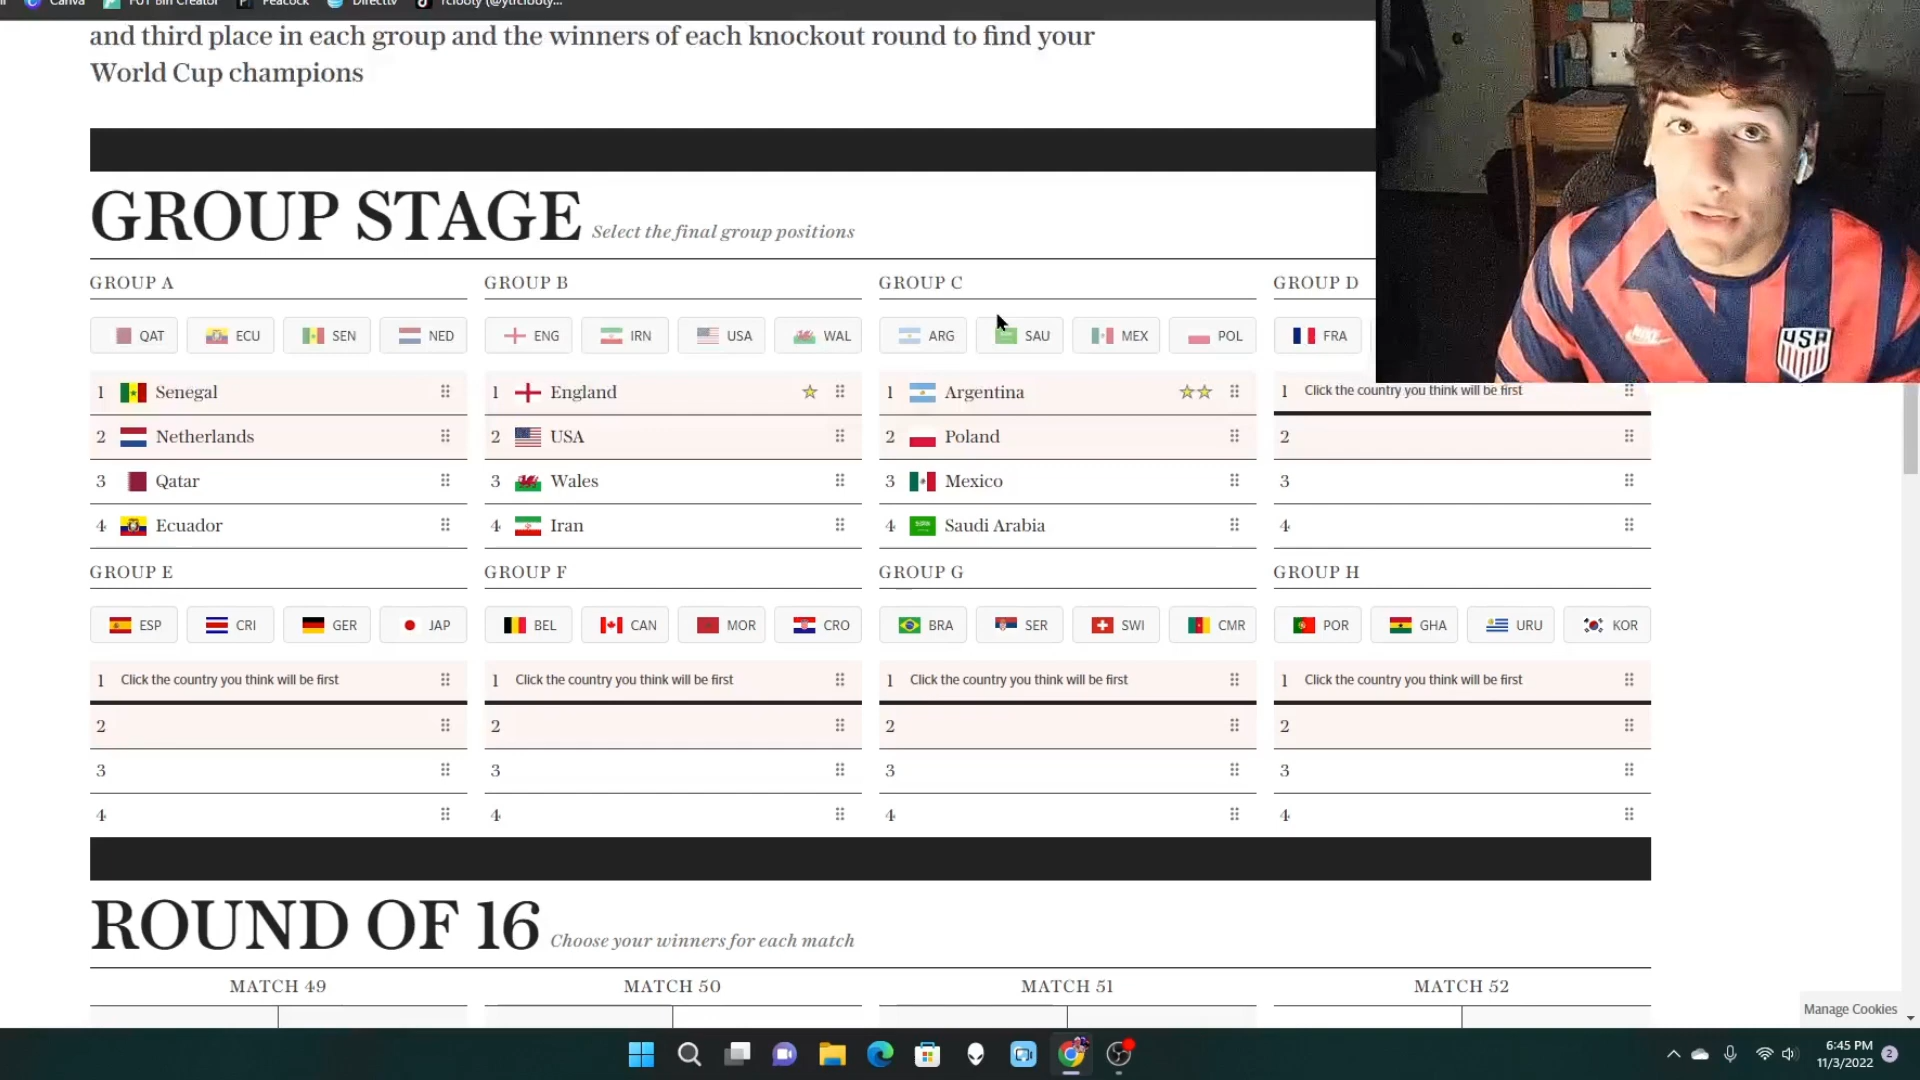 Canva
FUT Bin Creator
Peacock
Directtv
and third place in each group and the winners of each knockout round to find your
World Cup champions
GROUP STAGE Select the final group positions
GROUP A
GROUP B
GROUP C
GROUP D
QAT ECU SEN NED
ENG IRN USA WAL
ARG SAU MEX POL
FRA
USA
1 Senegal
1 England
1 Argentina
1 Click the country you think will be first
2 Netherlands
2 USA
2 Poland
2
3 Qatar
3 Wales
3 Mexico
3
4 Ecuador
4 Iran
4 Saudi Arabia
4
GROUP E
GROUP F
GROUP G
GROUP H
ESP CRI GER JAP
BEL CAN MOR CRO
BRA SER SWI CMR
POR GHA URU KOR
1 Click the country you think will be first
1 Click the country you think will be first
1 Click the country you think will be first
1 Click the country you think will be first
2
2
2
2
3
3
3
3
4
4
4
4
ROUND OF 16 Choose your winners for each match
MATCH 49
MATCH 50
MATCH 51
MATCH 52
Manage Cookies
6:45 PM
11/3/2022
2